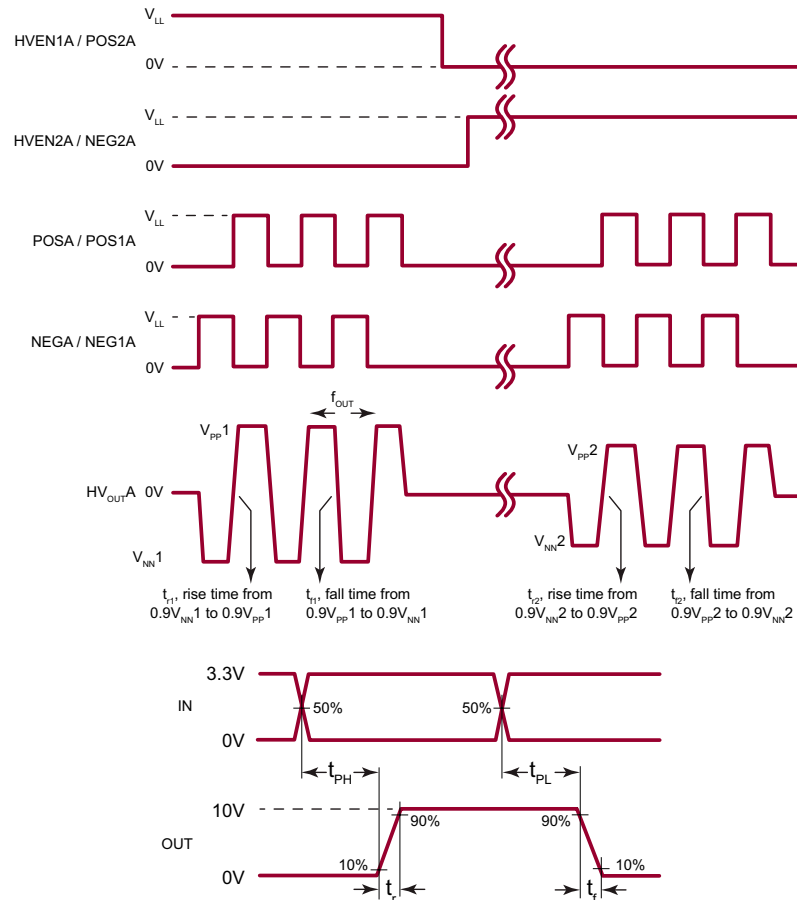 V_LL
HVEN1A / POS2A
0V
V_LL
HVEN2A / NEG2A
0V
V_LL
POSA / POS1A
0V
V_LL
NEGA / NEG1A
0V
f_OUT
V_PP1
V_PP2
HV_OUTA 0V
V_NN1
V_NN2
t_r1, rise time from
0.9V_NN1 to 0.9V_PP1
t_f1, fall time from
0.9V_PP1 to 0.9V_NN1
t_r2, rise time from
0.9V_NN2 to 0.9V_PP2
t_f2, fall time from
0.9V_PP2 to 0.9V_NN2
3.3V
IN
50%
50%
0V
t_PH
t_PL
10V
90%
90%
OUT
10%
10%
0V
t_r
t_f